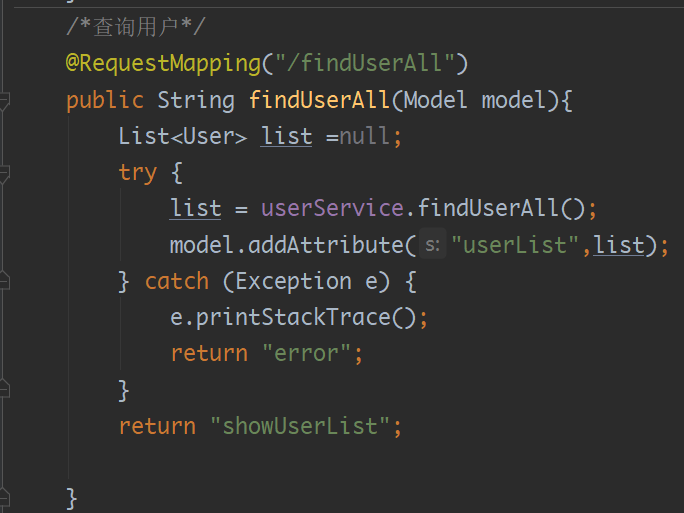 /*查询用户*/
@RequestMapping("/findUserAll")
public String findUserAll(Model model){
List<User> list =null;
try {
list = userService.findUserAll();
model.addAttribute( s: "userList",list);
} catch (Exception e) {
e.printStackTrace();
return "error";
}
return "showUserList";
}